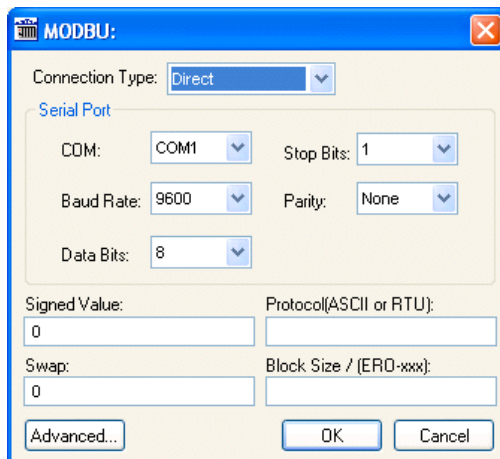 MODBU:
Connection Type: Direct
Serial Port
COM: COM1 Stop Bits: 1
Baud Rate: 9600 Parity: None
Data Bits: 8
Signed Value: Protocol(ASCII or RTU):
0
Swap: Block Size / (ERO-xxx):
0
Advanced... OK Cancel